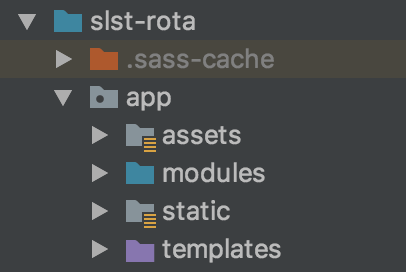 slst-rota
.sass-cache
app
assets
modules
static
templates